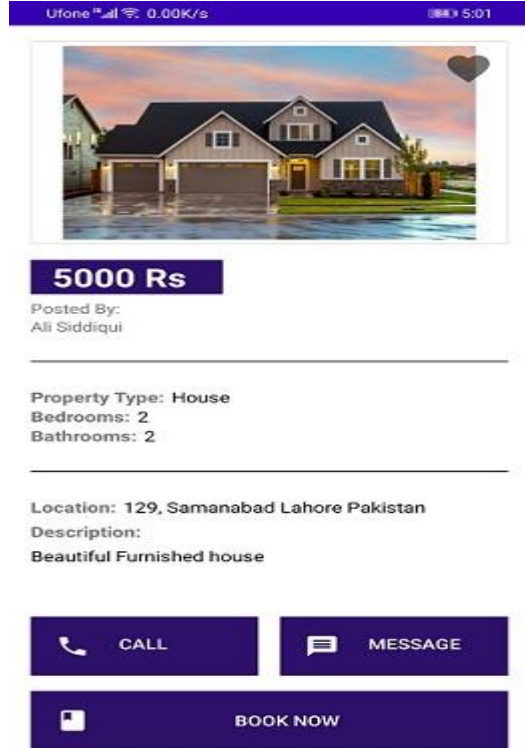 Ufone 0.00K/s 5:01
5000 Rs
Posted By:
Ali Siddiqui
Property Type: House
Bedrooms: 2
Bathrooms: 2
Location: 129, Samanabad Lahore Pakistan
Description:
Beautiful Furnished house
CALL MESSAGE
BOOK NOW